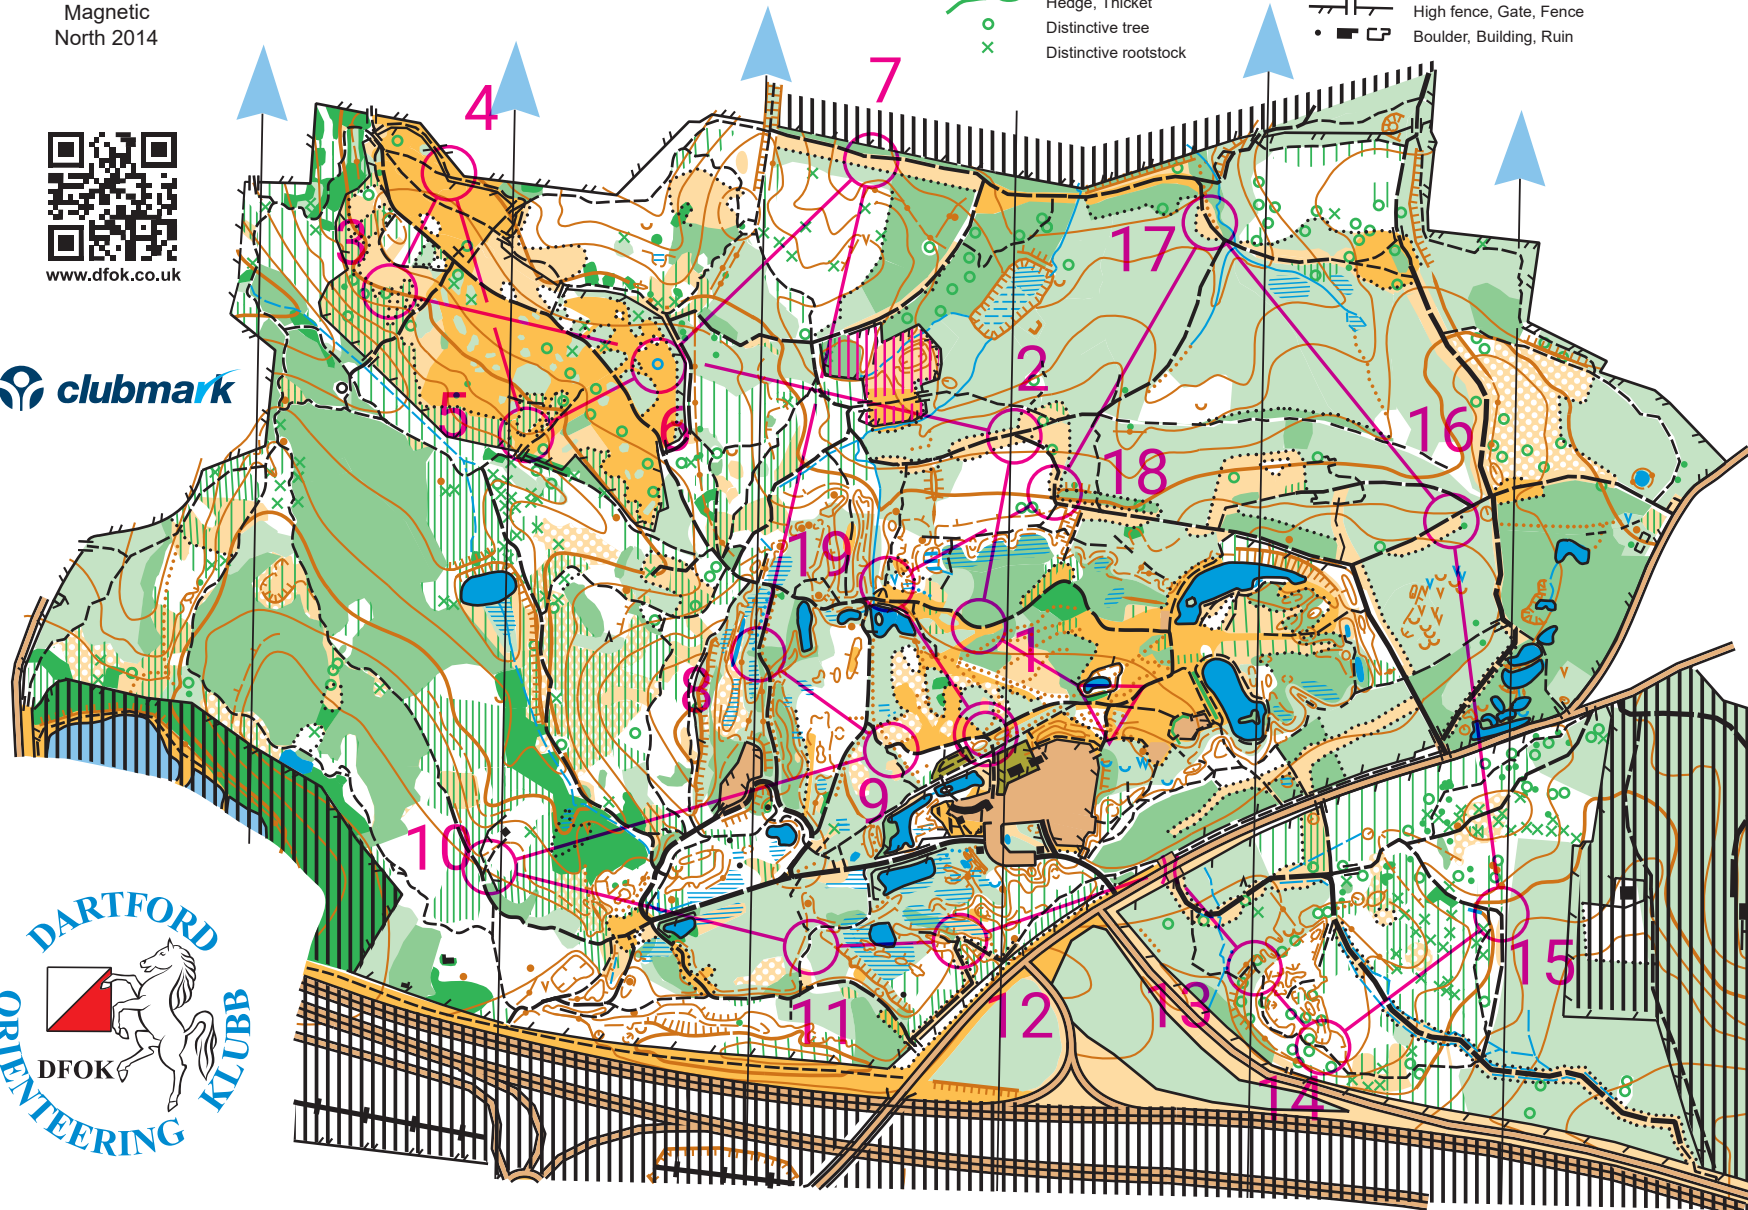 Magnetic
North 2014
Hedge, Thicket
Distinctive tree
Distinctive rootstock
High fence, Gate, Fence
Boulder, Building, Ruin
www.dfok.co.uk
clubmark
DARTFORD
ORIENTEERING
KLUBB
DFOK
7
4
3
17
2
5
6
16
18
19
1
8
9
10
15
11
12
13
14